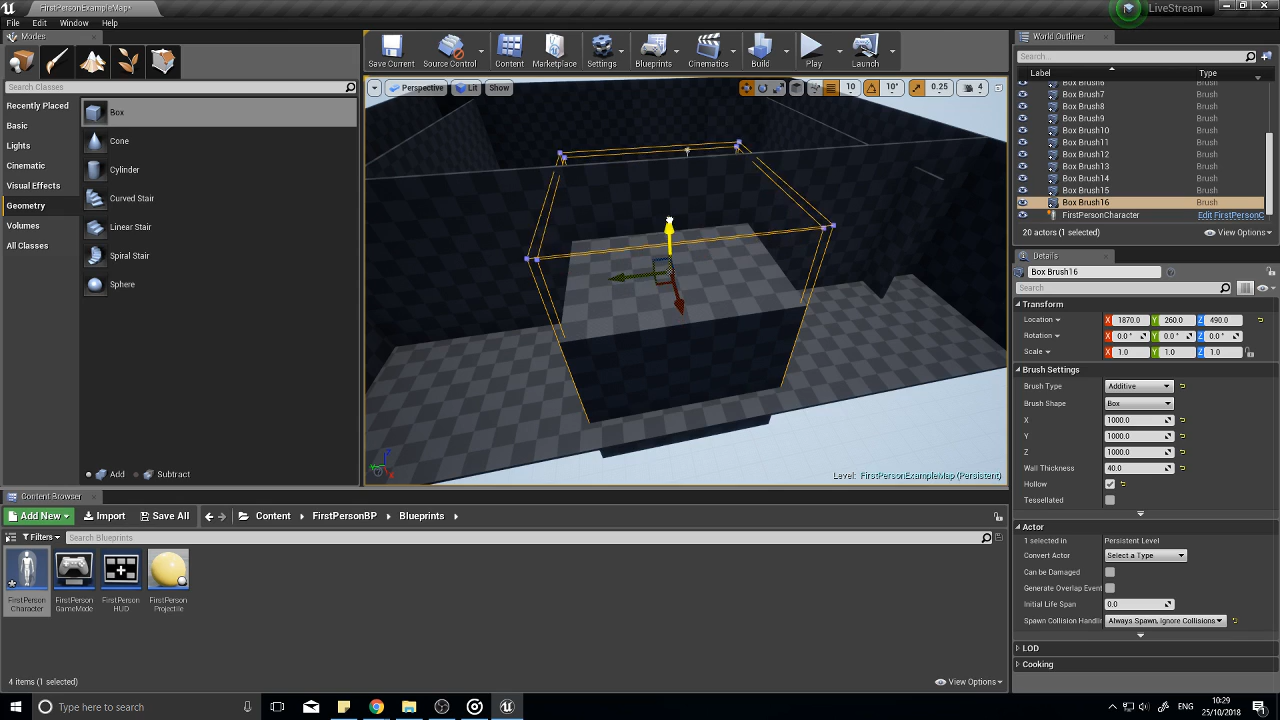 FirstPersonExampleMap*
LiveStream
File Edit Window Help
Modes
Search Classes
Recently Placed
Basic
Lights
Cinematic
Visual Effects
Geometry
Volumes
All Classes
Box
Cone
Cylinder
Curved Stair
Linear Stair
Spiral Stair
Sphere
Add Subtract
Save Current Source Control Content Marketplace Settings Blueprints Cinematics Build Play Launch
Perspective Lit Show 10 10° 0.25 4
Level: FirstPersonExampleMap (Persistent)
World Outliner
Search...
Label Type
Box Brush6 Brush
Box Brush7 Brush
Box Brush8 Brush
Box Brush9 Brush
Box Brush10 Brush
Box Brush11 Brush
Box Brush12 Brush
Box Brush13 Brush
Box Brush14 Brush
Box Brush15 Brush
Box Brush16 Brush
FirstPersonCharacter Edit FirstPersonC
20 actors (1 selected) View Options
Details
Box Brush16
Search
Transform
Location X 1870.0 Y 260.0 Z 490.0
Rotation X 0.0 ° Y 0.0 ° Z 0.0 °
Scale X 1.0 Y 1.0 Z 1.0
Brush Settings
Brush Type Additive
Brush Shape Box
X 1000.0
Y 1000.0
Z 1000.0
Wall Thickness 40.0
Hollow
Tessellated
Actor
1 selected in Persistent Level
Convert Actor Select a Type
Can be Damaged
Generate Overlap Event
Initial Life Span 0.0
Spawn Collision Handlin Always Spawn, Ignore Collisions
LOD
Cooking
Content Browser
Add New Import Save All Content FirstPersonBP Blueprints
Filters Search Blueprints
FirstPerson
Character
FirstPerson
GameMode
FirstPerson
HUD
FirstPerson
Projectile
4 items (1 selected) View Options
Type here to search
ENG
10:29
25/10/2018